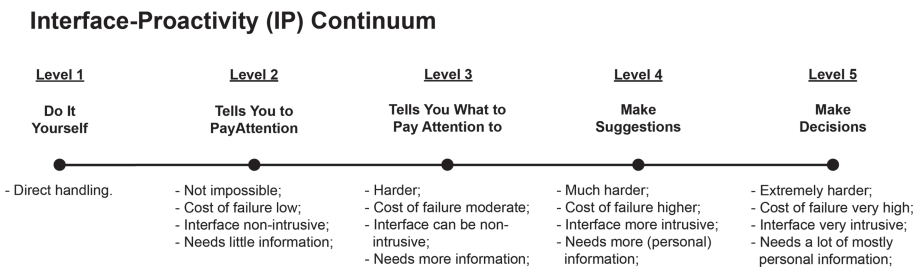 Interface-Proactivity (IP) Continuum
Level 1
Do It
Yourself
- Direct handling.
Level 2
Tells You to
PayAttention
- Not impossible;
- Cost of failure low;
- Interface non-intrusive;
- Needs little information;
Level 3
Tells You What to
Pay Attention to
- Harder;
- Cost of failure moderate;
- Interface can be non-
intrusive;
- Needs more information;
Level 4
Make
Suggestions
- Much harder;
- Cost of failure higher;
- Interface more intrusive;
- Needs more (personal)
information;
Level 5
Make
Decisions
- Extremely harder;
- Cost of failure very high;
- Interface very intrusive;
- Needs a lot of mostly
personal information;